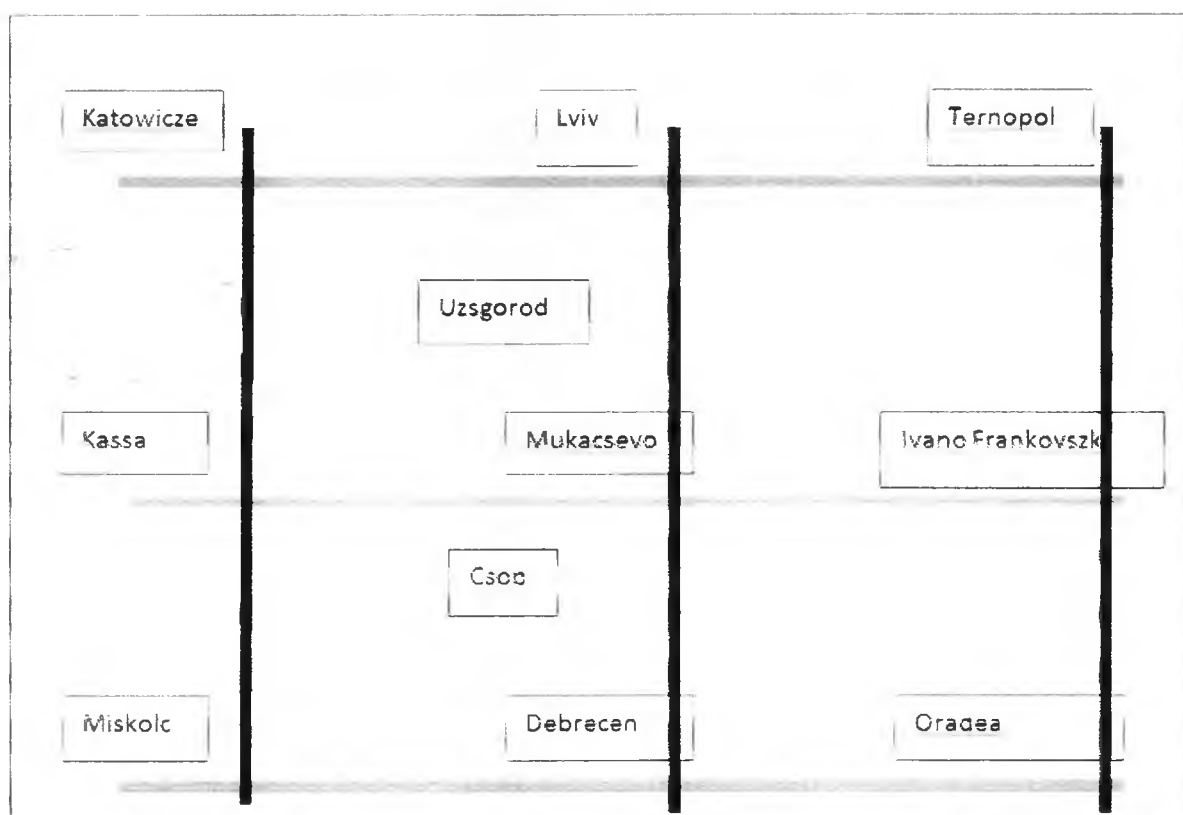 Katowicze
Lviv
Ternopol
Uzsgorod
Kassa
Mukacsevo
Ivano Frankovszk
Csop
Miskolc
Debrecen
Oradea